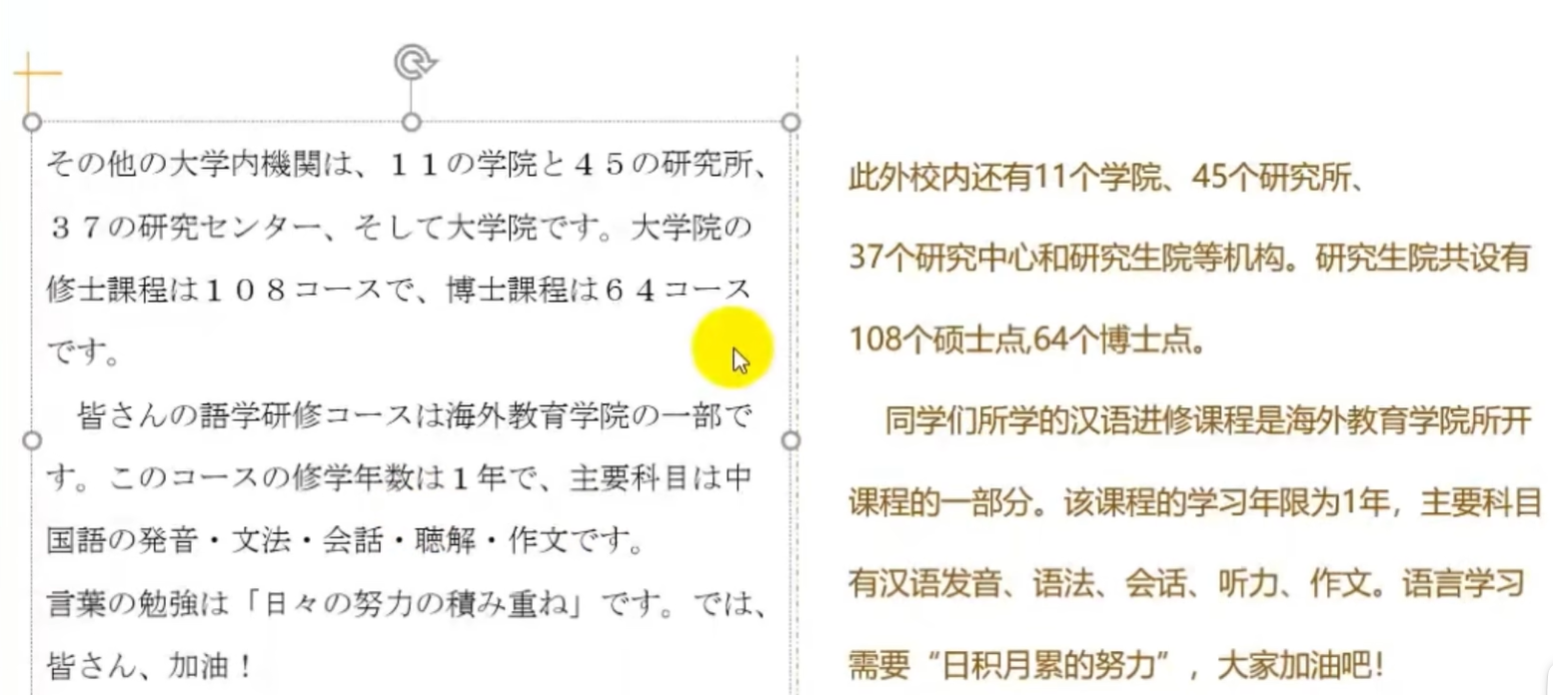 その他の大学内機関は、１１の学院と４５の研究所、
３７の研究センター、そして大学院です。大学院の
修士課程は１０８コースで、博士課程は６４コース
です。
皆さんの語学研修コースは海外教育学院の一部で
す。このコースの修学年数は１年で、主要科目は中
国語の発音・文法・会話・聴解・作文です。
言葉の勉強は「日々の努力の積み重ね」です。では、
皆さん、加油！
此外校内还有11个学院、45个研究所、
37个研究中心和研究生院等机构。研究生院共设有
108个硕士点,64个博士点。
同学们所学的汉语进修课程是海外教育学院所开
课程的一部分。该课程的学习年限为1年，主要科目
有汉语发音、语法、会话、听力、作文。语言学习
需要“日积月累的努力”，大家加油吧！